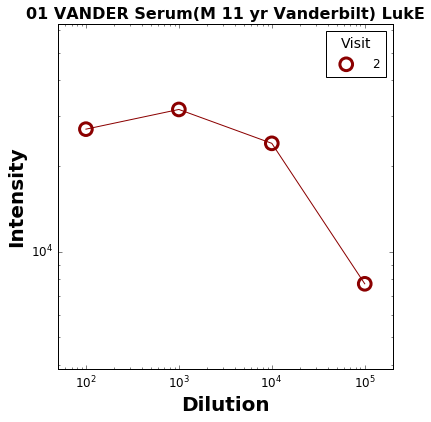 01 VANDER Serum(M 11 yr Vanderbilt) LukE
Visit
2
Intensity
10^4
10^2 10^3 10^4 10^5
Dilution